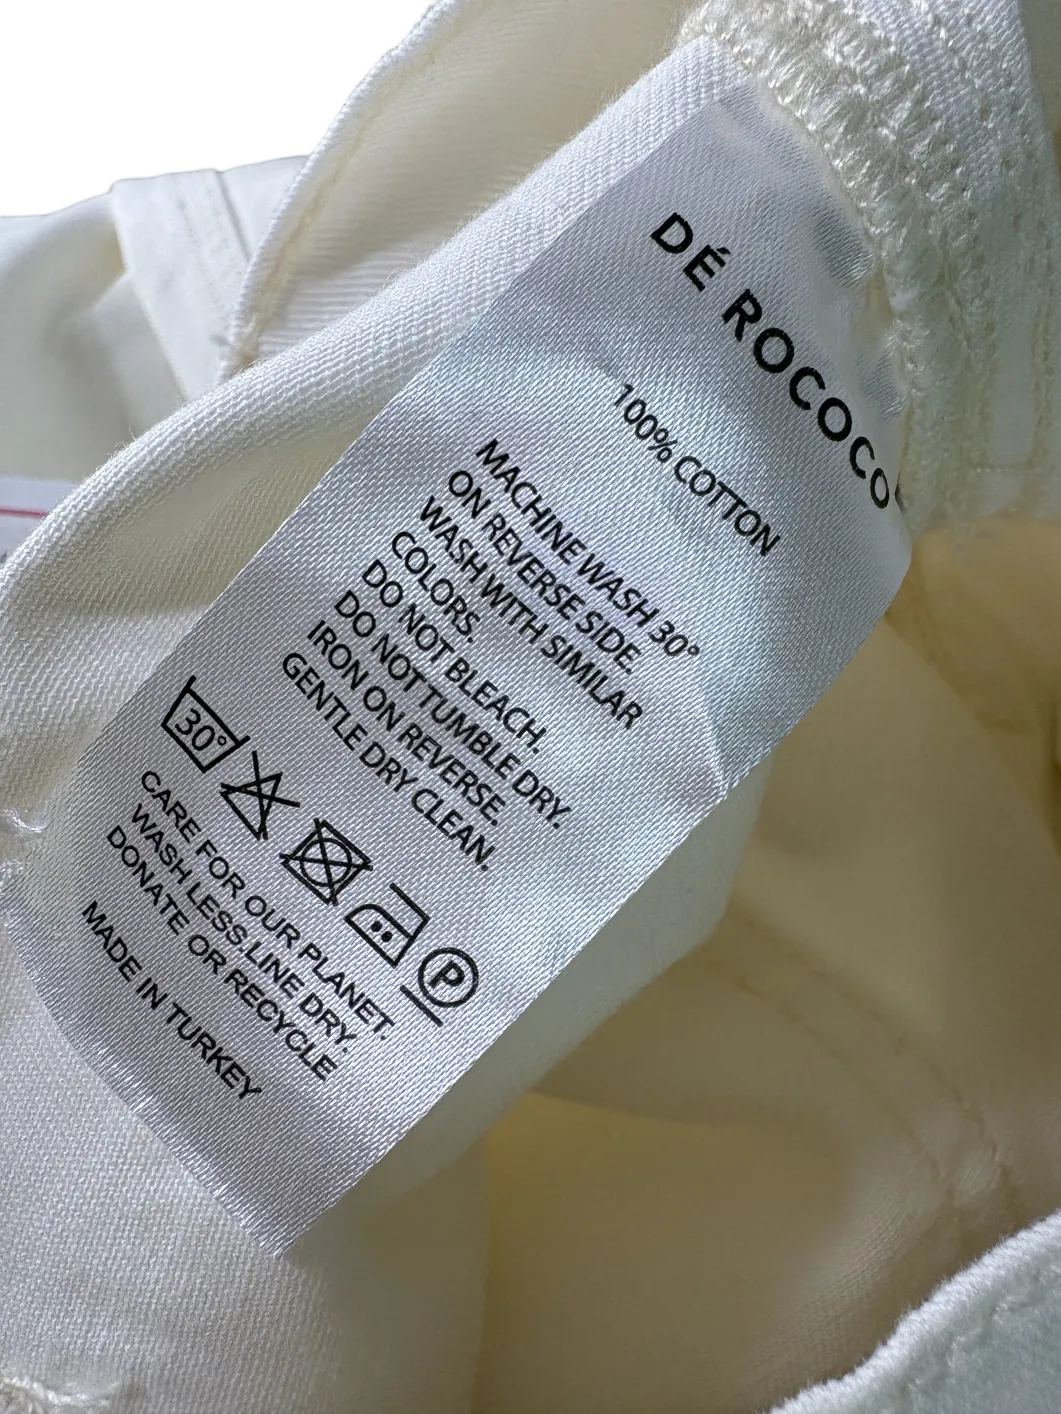 DÉ ROCOCO
100% COTTON
MACHINE WASH 30°
ON REVERSE SIDE.
WASH WITH SIMILAR
COLORS.
DO NOT BLEACH.
DO NOT TUMBLE DRY.
IRON ON REVERSE.
GENTLE DRY CLEAN.
30°
P
CARE FOR OUR PLANET.
WASH LESS.LINE DRY.
DONATE OR RECYCLE
MADE IN TURKEY